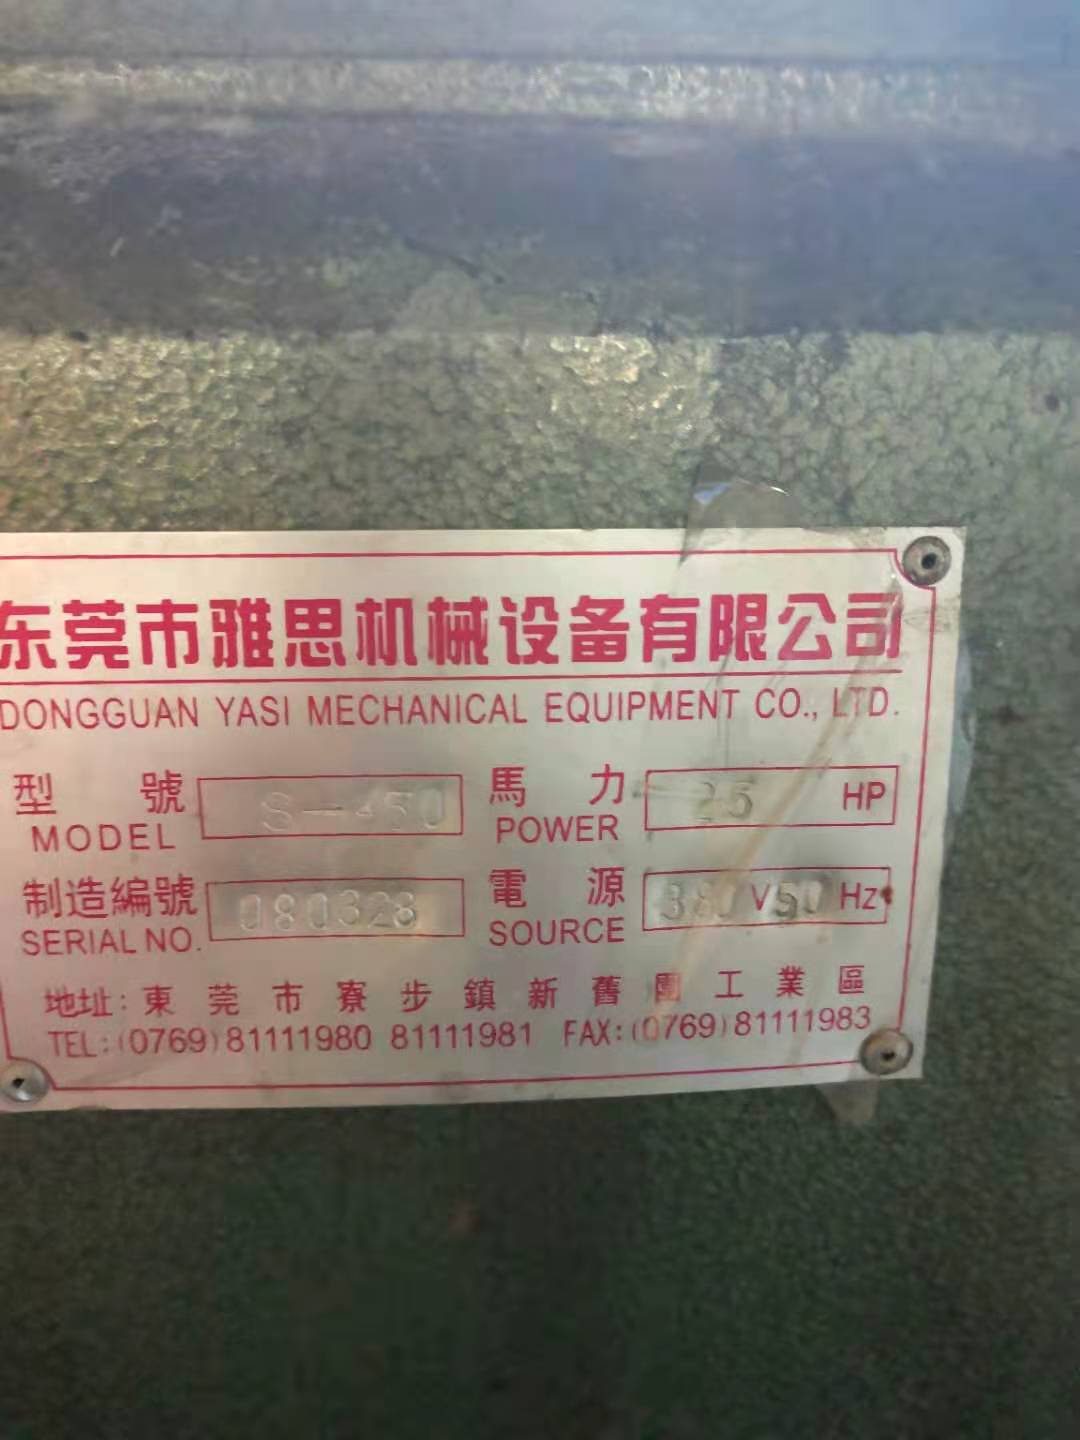 东莞市雅思机械设备有限公司
DONGGUAN YASI MECHANICAL EQUIPMENT CO., LTD.
型 號 S-450 馬 力 25 HP
MODEL POWER
制造編號 080328 電 源 380 V 50 Hz
SERIAL NO. SOURCE
地址: 東莞市寮步鎮新舊圍工業區
TEL:(0769)81111980 81111981 FAX:(0769)81111983